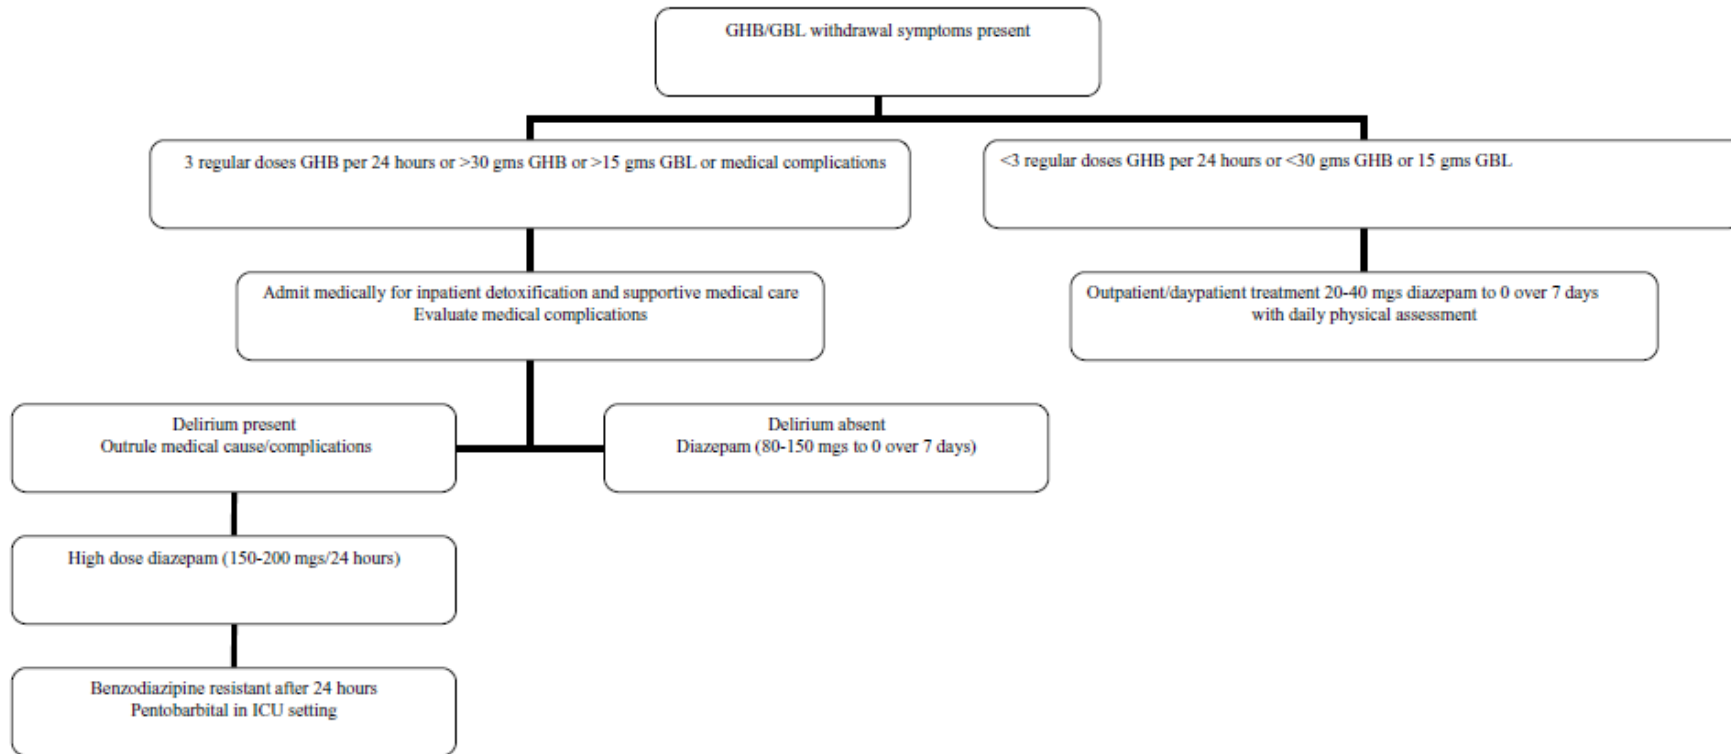 GHB/GBL withdrawal symptoms present
3 regular doses GHB per 24 hours or >30 gms GHB or >15 gms GBL or medical complications
<3 regular doses GHB per 24 hours or <30 gms GHB or 15 gms GBL
Admit medically for inpatient detoxification and supportive medical care
Evaluate medical complications
Outpatient/daypatient treatment 20-40 mgs diazepam to 0 over 7 days
with daily physical assessment
Delirium present
Outrule medical cause/complications
Delirium absent
Diazepam (80-150 mgs to 0 over 7 days)
High dose diazepam (150-200 mgs/24 hours)
Benzodiazipine resistant after 24 hours
Pentobarbital in ICU setting